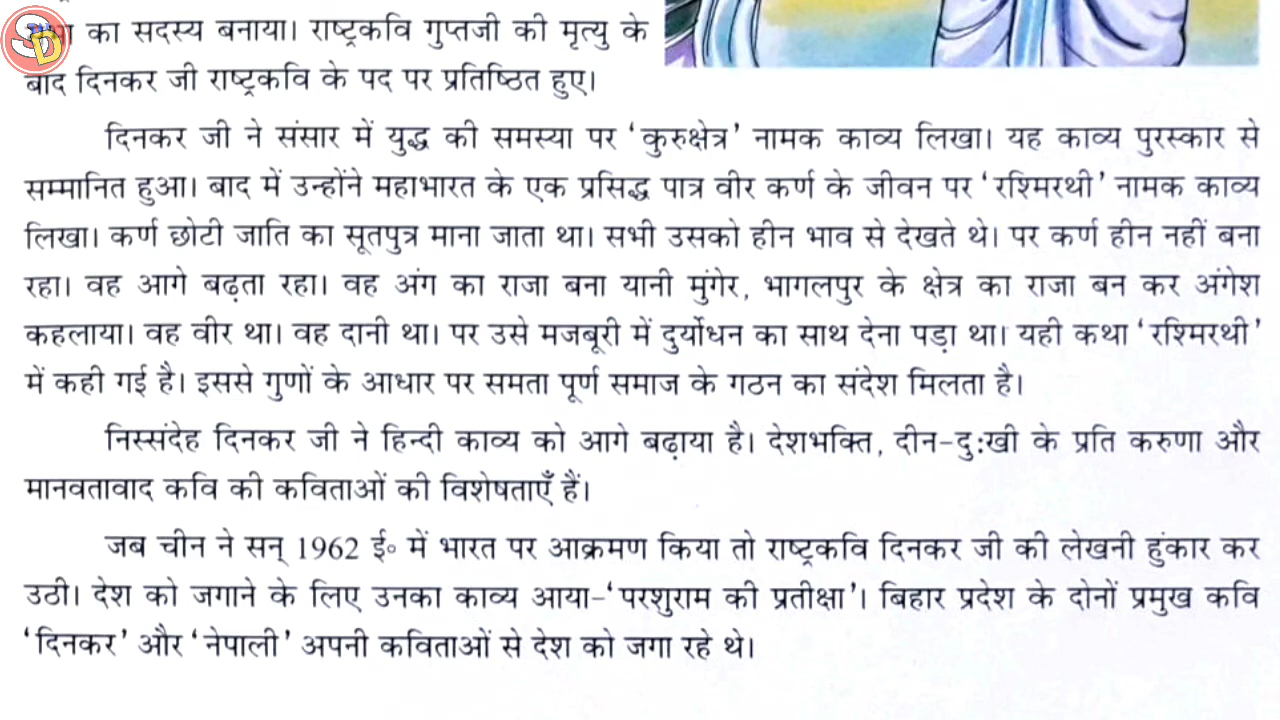 3D
का सदस्य बनाया। राष्ट्रकवि गुप्तजी की मृत्यु के
बाद दिनकर जी राष्ट्रकवि के पद पर प्रतिष्ठित हुए।
दिनकर जी ने संसार में युद्ध की समस्या पर ‘कुरुक्षेत्र’ नामक काव्य लिखा। यह काव्य पुरस्कार से
सम्मानित हुआ। बाद में उन्होंने महाभारत के एक प्रसिद्ध पात्र वीर कर्ण के जीवन पर ‘रश्मिरथी’ नामक काव्य
लिखा। कर्ण छोटी जाति का सूतपुत्र माना जाता था। सभी उसको हीन भाव से देखते थे। पर कर्ण हीन नहीं बना
रहा। वह आगे बढ़ता रहा। वह अंग का राजा बना यानी मुंगेर, भागलपुर के क्षेत्र का राजा बन कर अंगेश
कहलाया। वह वीर था। वह दानी था। पर उसे मजबूरी में दुर्योधन का साथ देना पड़ा था। यही कथा ‘रश्मिरथी’
में कही गई है। इससे गुणों के आधार पर समता पूर्ण समाज के गठन का संदेश मिलता है।
निस्संदेह दिनकर जी ने हिन्दी काव्य को आगे बढ़ाया है। देशभक्ति, दीन-दुःखी के प्रति करुणा और
मानवतावाद कवि की कविताओं की विशेषताएँ हैं।
जब चीन ने सन् 1962 ई॰ में भारत पर आक्रमण किया तो राष्ट्रकवि दिनकर जी की लेखनी हुंकार कर
उठी। देश को जगाने के लिए उनका काव्य आया-‘परशुराम की प्रतीक्षा’। बिहार प्रदेश के दोनों प्रमुख कवि
‘दिनकर’ और ‘नेपाली’ अपनी कविताओं से देश को जगा रहे थे।